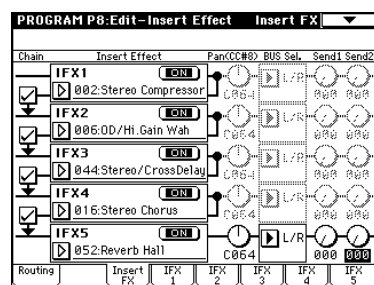 PROGRAM P8:Edit-Insert Effect Insert FX
Chain Insert Effect Pan(CC#8) BUS Sel. Send1 Send2
IFX1 ON
002:Stereo Compressor L/R
C064 000 000
IFX2 ON
006:OD/Hi.Gain Wah L/R
C064 000 000
IFX3 ON
044:Stereo/CrossDelay L/R
C064 000 000
IFX4 ON
016:Stereo Chorus L/R
C064 000 000
IFX5 ON
052:Reverb Hall L/R
C064 000 000
Routing Insert FX IFX 1 IFX 2 IFX 3 IFX 4 IFX 5